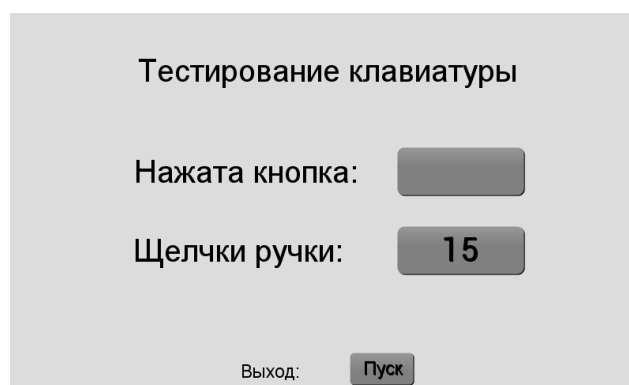 Тестирование клавиатуры
Нажата кнопка:
Щелчки ручки: 15
Выход: Пуск